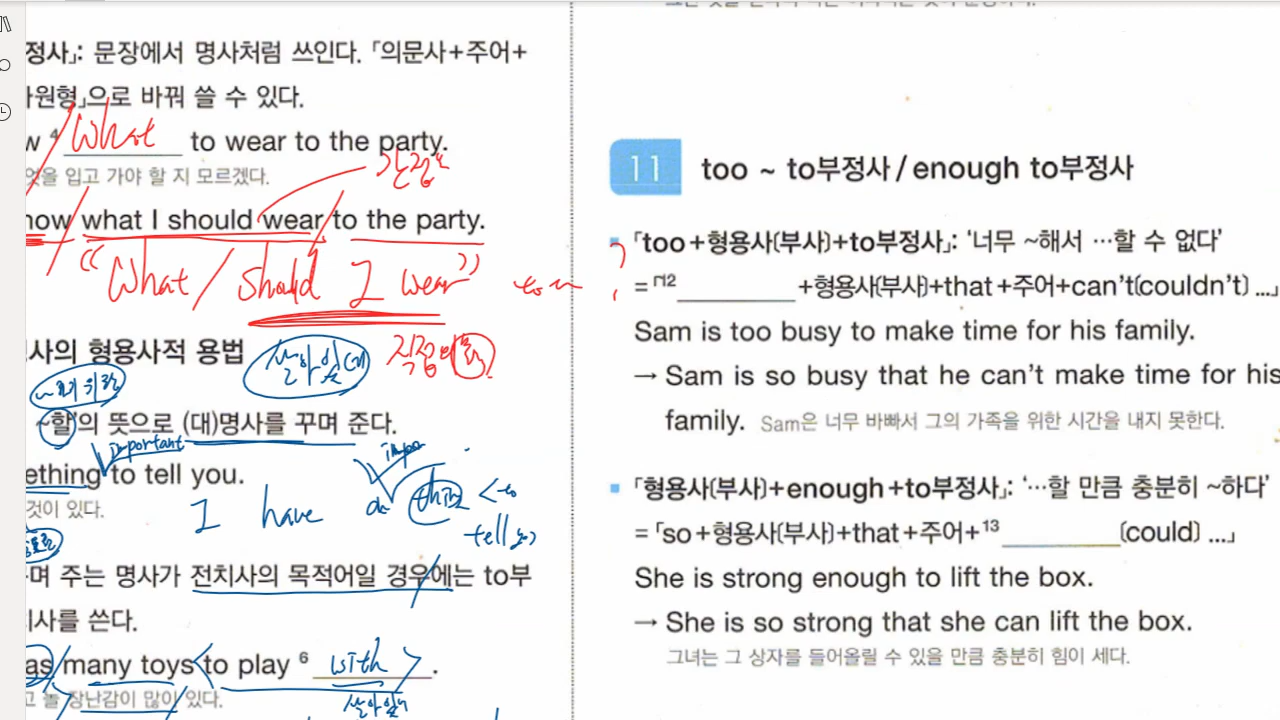 정사」: 문장에서 명사처럼 쓰인다. 「의문사+주어+
원형」으로 바꿔 쓸 수 있다.
w ⁴ What to wear to the party.
엇을 입고 가야 할 지 모르겠다.
now what I should wear to the party.
"What / should I wear"
사의 형용사적 용법
살아있네
~할'의 뜻으로 (대)명사를 꾸며 준다.
important
ething to tell you.
것이 있다.
I have
thing
to
tell you
며 주는 명사가 전치사의 목적어일 경우에는 to부
치사를 쓴다.
as many toys to play ⁶ with .
고 놀 장난감이 많이 있다.
11 too ~ to부정사 / enough to부정사
「too+형용사(부사)+to부정사」: '너무 ~해서 …할 수 없다'
=「12 ________ +형용사(부사)+that+주어+can't(couldn't) …」
Sam is too busy to make time for his family.
→ Sam is so busy that he can't make time for his
family. Sam은 너무 바빠서 그의 가족을 위한 시간을 내지 못한다.
「형용사(부사)+enough+to부정사」: '…할 만큼 충분히 ~하다'
=「so+형용사(부사)+that+주어+13 ________ (could) …」
She is strong enough to lift the box.
→ She is so strong that she can lift the box.
그녀는 그 상자를 들어올릴 수 있을 만큼 충분히 힘이 세다.